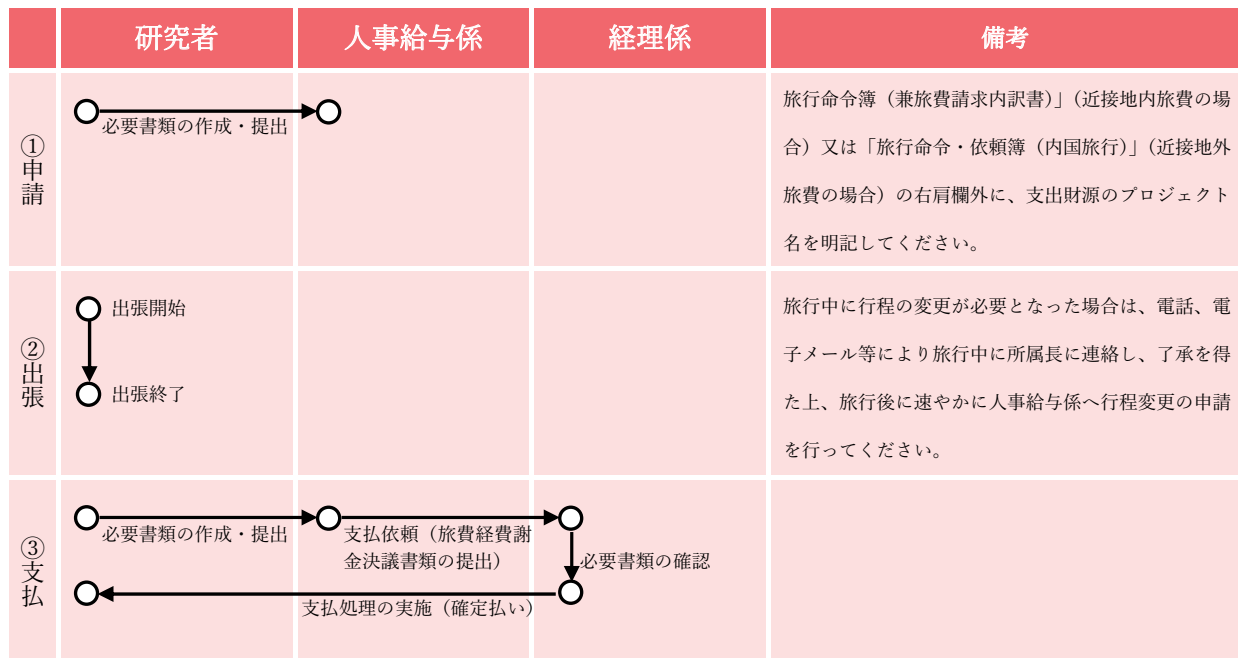 研究者
人事給与係
経理係
備考
①申請
必要書類の作成・提出
旅行命令簿（兼旅費請求内訳書）」（近接地内旅費の場
合）又は「旅行命令・依頼簿（内国旅行）」（近接地外
旅費の場合）の右肩欄外に、支出財源のプロジェクト
名を明記してください。
②出張
出張開始
出張終了
旅行中に行程の変更が必要となった場合は、電話、電
子メール等により旅行中に所属長に連絡し、了承を得
た上、旅行後に速やかに人事給与係へ行程変更の申請
を行ってください。
③支払
必要書類の作成・提出
支払依頼（旅費経費謝
金決議書類の提出）
必要書類の確認
支払処理の実施（確定払い）